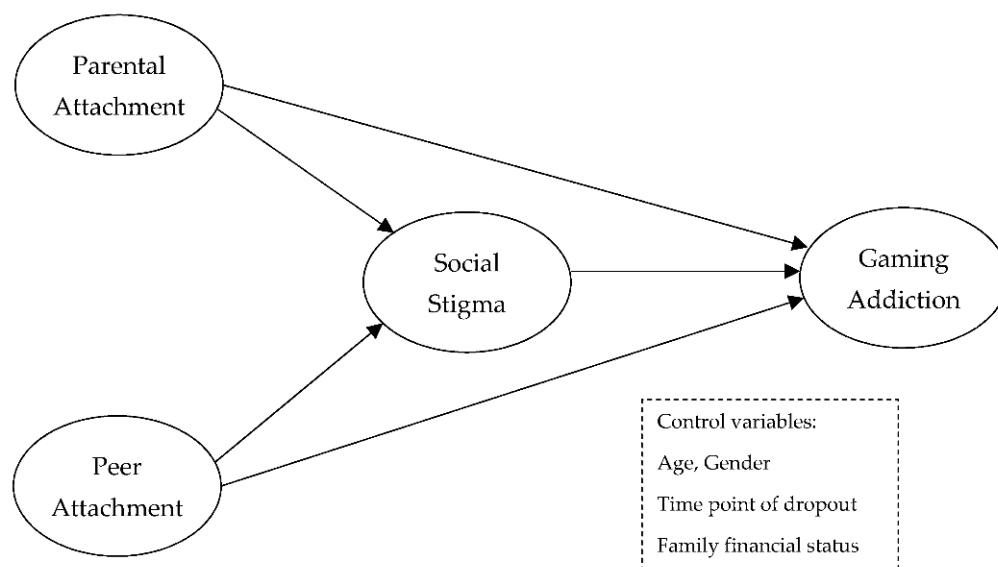 Parental
Attachment
Social
Stigma
Gaming
Addiction
Peer
Attachment
Control variables:
Age, Gender
Time point of dropout
Family financial status